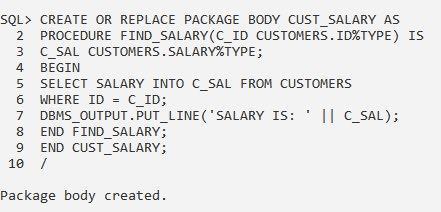 SQL> CREATE OR REPLACE PACKAGE BODY CUST_SALARY AS
2 PROCEDURE FIND_SALARY(C_ID CUSTOMERS.ID%TYPE) IS
3 C_SAL CUSTOMERS.SALARY%TYPE;
4 BEGIN
5 SELECT SALARY INTO C_SAL FROM CUSTOMERS
6 WHERE ID = C_ID;
7 DBMS_OUTPUT.PUT_LINE('SALARY IS: ' || C_SAL);
8 END FIND_SALARY;
9 END CUST_SALARY;
10 /
Package body created.